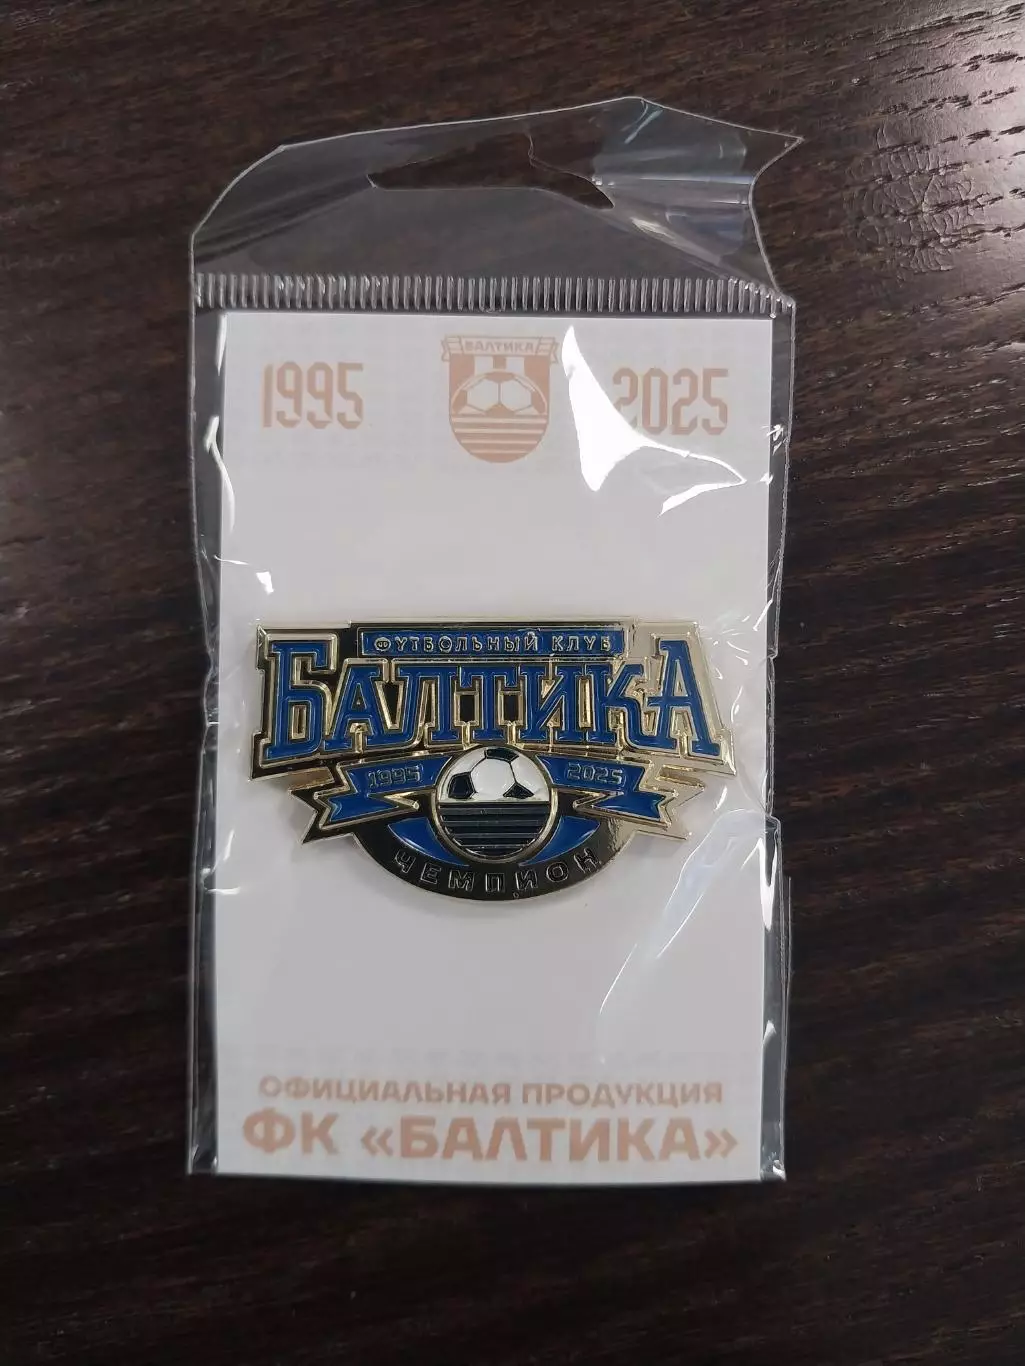 БАЛТИКА
1995 2025
ФУТБОЛЬНЫЙ КЛУБ
БАЛТИКА
1995 2025
ЧЕМПИОН
ОФИЦИАЛЬНАЯ ПРОДУКЦИЯ
ФК «БАЛТИКА»